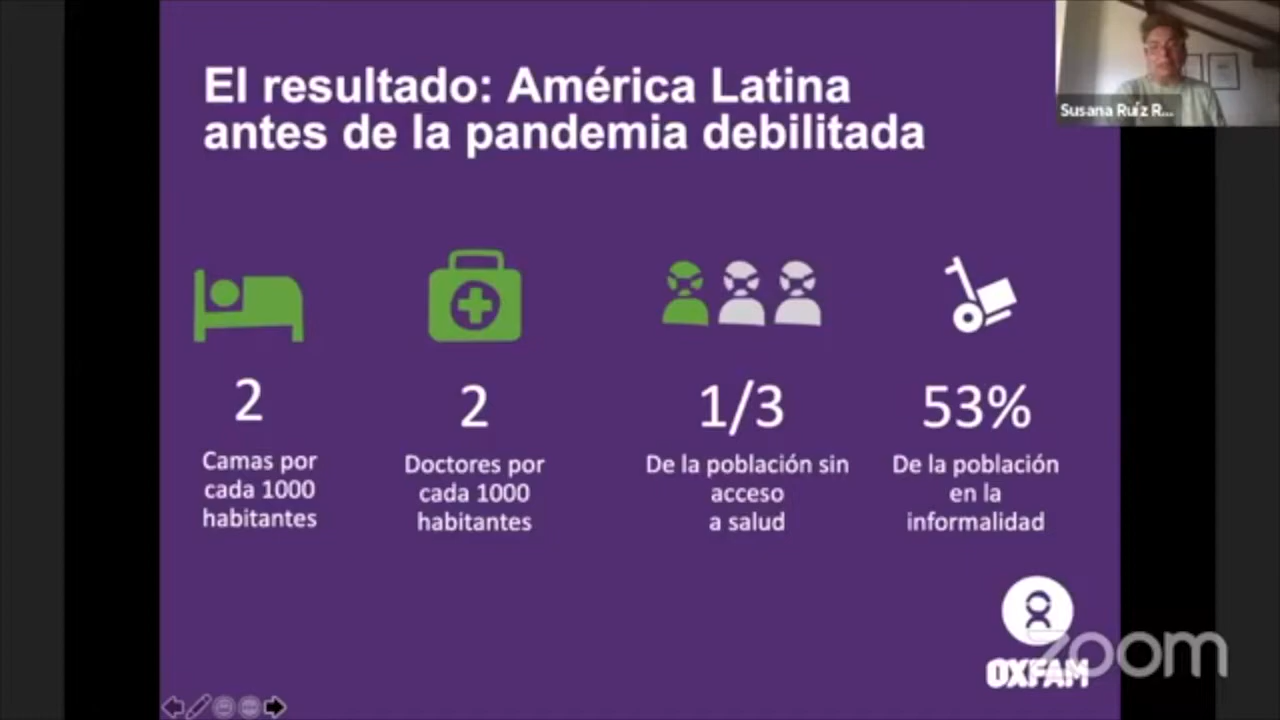 El resultado: América Latina
antes de la pandemia debilitada
Susana Ruíz R...
2
Camas por
cada 1000
habitantes
2
Doctores por
cada 1000
habitantes
1/3
De la población sin
acceso
a salud
53%
De la población
en la
informalidad
OXFAM
zoom